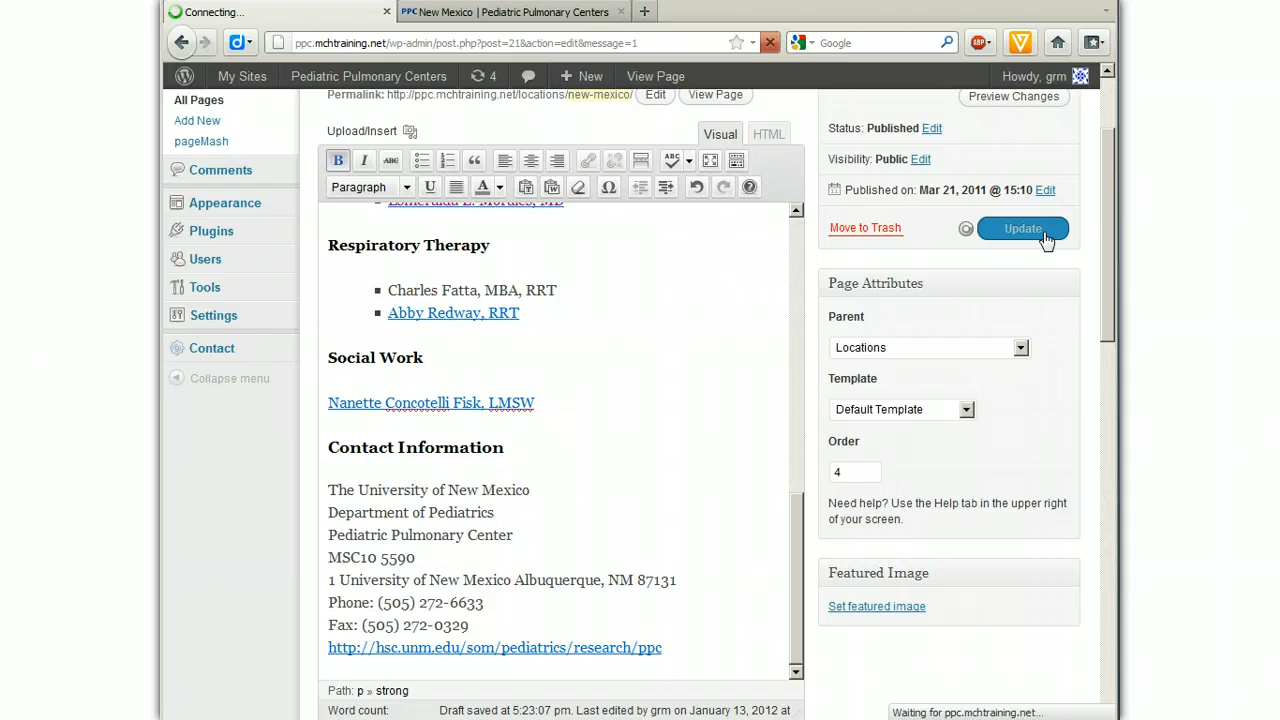 Connecting...
PPC New Mexico | Pediatric Pulmonary Centers
ppc.mchtraining.net/wp-admin/post.php?post=21&action=edit&message=1
Google
ABP
My Sites
Pediatric Pulmonary Centers
4
New
View Page
Howdy, grm
All Pages
Add New
pageMash
Comments
Appearance
Plugins
Users
Tools
Settings
Contact
Collapse menu
Permalink: http://ppc.mchtraining.net/locations/new-mexico/ Edit View Page
Upload/Insert
Visual HTML
B I ABC
ABC
Paragraph U A
Esmeralda E. Morales, MD
Respiratory Therapy
Charles Fatta, MBA, RRT
Abby Redway, RRT
Social Work
Nanette Concotelli Fisk, LMSW
Contact Information
The University of New Mexico
Department of Pediatrics
Pediatric Pulmonary Center
MSC10 5590
1 University of New Mexico Albuquerque, NM 87131
Phone: (505) 272-6633
Fax: (505) 272-0329
http://hsc.unm.edu/som/pediatrics/research/ppc
Path: p » strong
Word count:
Draft saved at 5:23:07 pm. Last edited by grm on January 13, 2012 at
Preview Changes
Status: Published Edit
Visibility: Public Edit
Published on: Mar 21, 2011 @ 15:10 Edit
Move to Trash
Update
Page Attributes
Parent
Locations
Template
Default Template
Order
4
Need help? Use the Help tab in the upper right
of your screen.
Featured Image
Set featured image
Waiting for ppc.mchtraining.net...